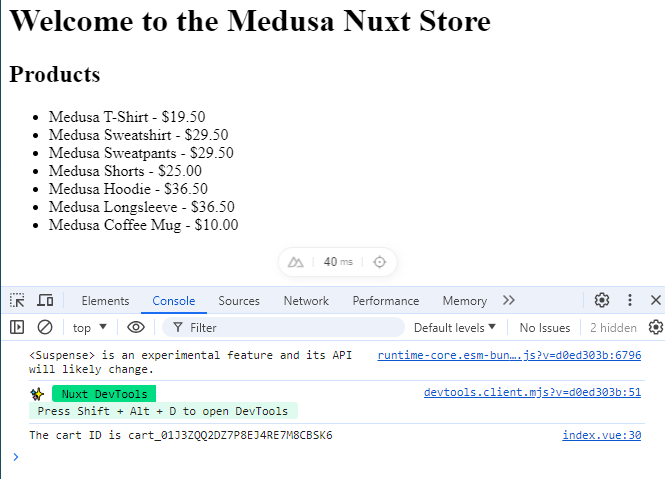 Welcome to the Medusa Nuxt Store
Products
Medusa T-Shirt - $19.50
Medusa Sweatshirt - $29.50
Medusa Sweatpants - $29.50
Medusa Shorts - $25.00
Medusa Hoodie - $36.50
Medusa Longsleeve - $36.50
Medusa Coffee Mug - $10.00
40 ms
Elements Console Sources Network Performance Memory
top Filter Default levels No Issues 2 hidden
<Suspense> is an experimental feature and its API runtime-core.esm-bun….js?v=d0ed303b:6796
will likely change.
Nuxt DevTools devtools.client.mjs?v=d0ed303b:51
Press Shift + Alt + D to open DevTools
The cart ID is cart_01J3ZQQ2DZ7P8EJ4RE7M8CBSK6 index.vue:30